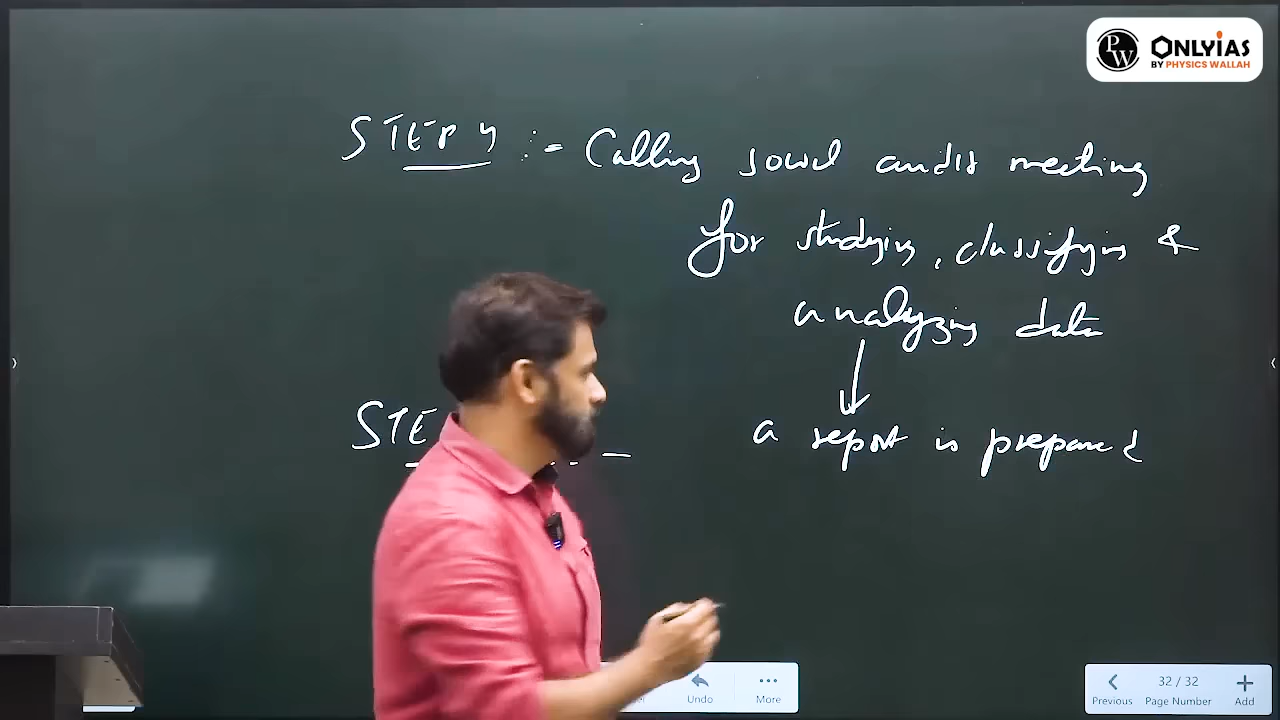 PW ONLYIAS
BY PHYSICS WALLAH
STEP 4 :- Calling social audit meeting
for studying, classifying &
analyzing data
↓
a report is prepared
STE
Undo
More
Previous
32 / 32
Page Number
Add